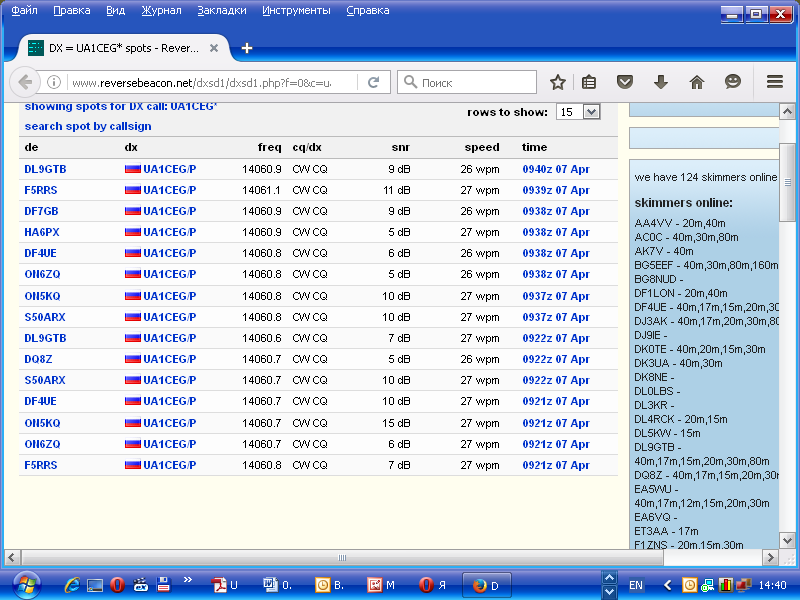 Файл Правка Вид Журнал Закладки Инструменты Справка
DX = UA1CEG* spots - Rever...
www.reversebeacon.net/dxsd1/dxsd1.php?f=0&c=u
Поиск
showing spots for DX call: UA1CEG*
rows to show: 15
search spot by callsign
de dx freq cq/dx snr speed time
DL9GTB UA1CEG/P 14060.9 CW CQ 9 dB 26 wpm 0940z 07 Apr
F5RRS UA1CEG/P 14061.1 CW CQ 11 dB 27 wpm 0939z 07 Apr
DF7GB UA1CEG/P 14060.9 CW CQ 9 dB 26 wpm 0938z 07 Apr
HA6PX UA1CEG/P 14060.9 CW CQ 5 dB 27 wpm 0938z 07 Apr
DF4UE UA1CEG/P 14060.8 CW CQ 6 dB 26 wpm 0938z 07 Apr
ON6ZQ UA1CEG/P 14060.8 CW CQ 5 dB 26 wpm 0938z 07 Apr
ON5KQ UA1CEG/P 14060.8 CW CQ 10 dB 27 wpm 0937z 07 Apr
S50ARX UA1CEG/P 14060.8 CW CQ 10 dB 27 wpm 0937z 07 Apr
DL9GTB UA1CEG/P 14060.6 CW CQ 7 dB 27 wpm 0922z 07 Apr
DQ8Z UA1CEG/P 14060.7 CW CQ 5 dB 26 wpm 0922z 07 Apr
S50ARX UA1CEG/P 14060.7 CW CQ 10 dB 27 wpm 0922z 07 Apr
DF4UE UA1CEG/P 14060.7 CW CQ 10 dB 27 wpm 0921z 07 Apr
ON5KQ UA1CEG/P 14060.7 CW CQ 15 dB 27 wpm 0921z 07 Apr
ON6ZQ UA1CEG/P 14060.7 CW CQ 6 dB 27 wpm 0921z 07 Apr
F5RRS UA1CEG/P 14060.8 CW CQ 7 dB 27 wpm 0921z 07 Apr
we have 124 skimmers online
skimmers online:
AA4VV - 20m,40m
AC0C - 40m,30m,80m
AK7V - 40m
BG5EEF - 40m,30m,80m,160m
BG8NUD -
DF1LON - 20m,40m
DF4UE - 40m,17m,15m,20m,30
DJ3AK - 40m,17m,20m,30m,80
DJ9IE -
DK0TE - 40m,20m,15m,30m
DK3UA - 40m,30m
DK8NE -
DL0LBS -
DL3KR -
DL4RCK - 20m,15m
DL5KW - 15m
DL9GTB -
40m,17m,15m,20m,30m,80m
DQ8Z - 40m,17m,15m,20m,30
EA5WU -
40m,17m,12m,15m,20m,30m
EA6VQ -
ET3AA - 17m
F1ZNS - 20m,15m,30m
U О. В. М Я D EN 14:40